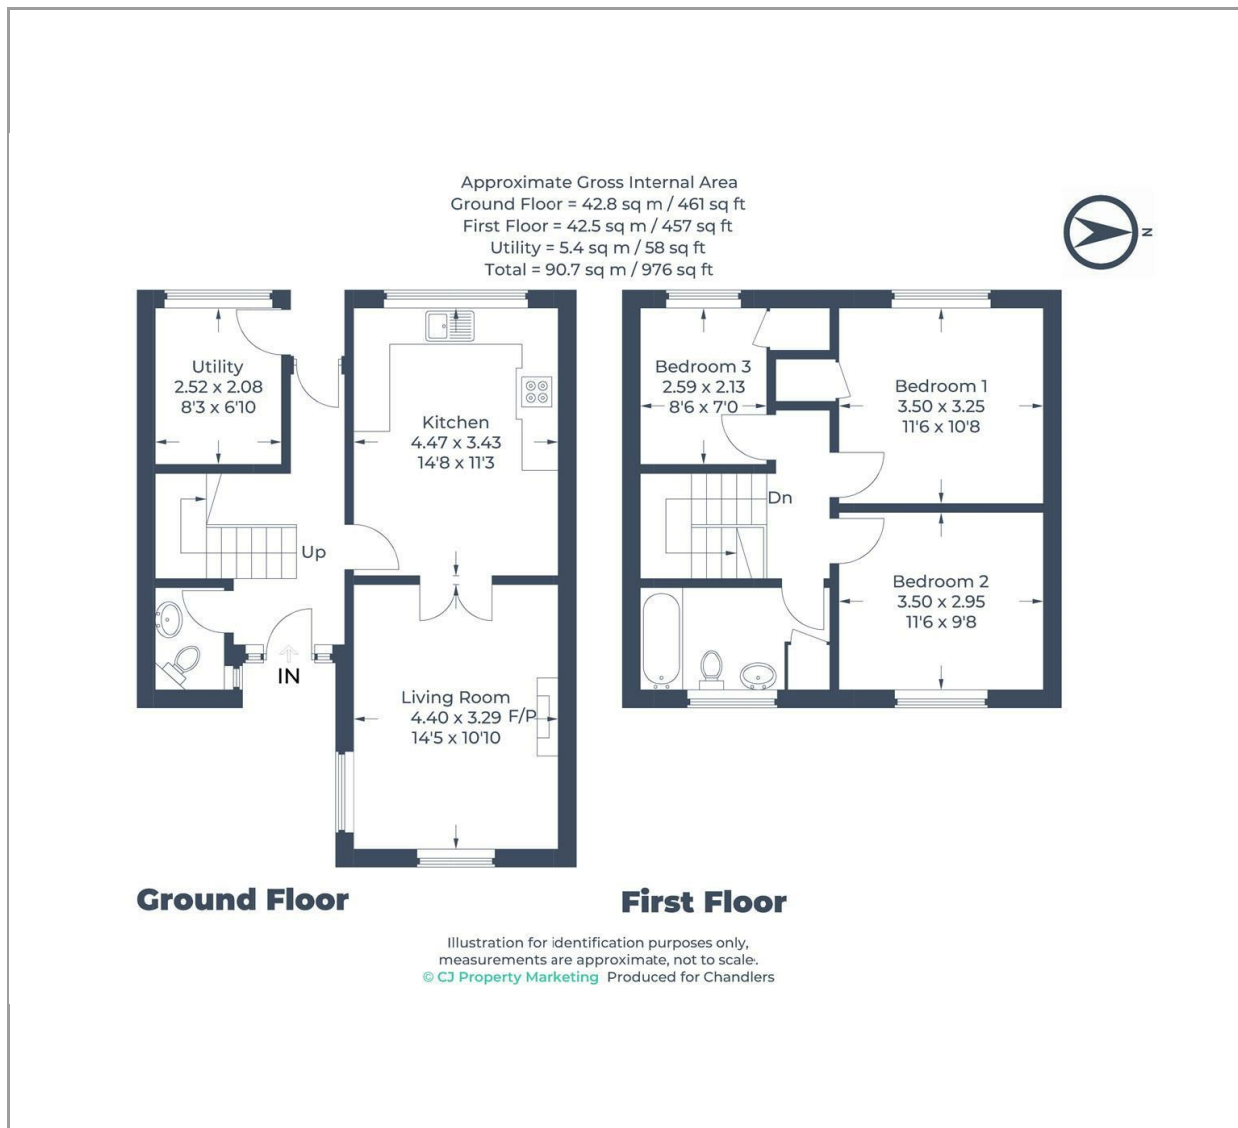 Approximate Gross Internal Area
Ground Floor = 42.8 sq m / 461 sq ft
First Floor = 42.5 sq m / 457 sq ft
Utility = 5.4 sq m / 58 sq ft
Total = 90.7 sq m / 976 sq ft
N
Utility
2.52 x 2.08
8'3 x 6'10
Kitchen
4.47 x 3.43
14'8 x 11'3
Up
IN
Living Room
4.40 x 3.29
14'5 x 10'10
F/P
Bedroom 3
2.59 x 2.13
8'6 x 7'0
Bedroom 1
3.50 x 3.25
11'6 x 10'8
Dn
Bedroom 2
3.50 x 2.95
11'6 x 9'8
Ground Floor
First Floor
Illustration for identification purposes only,
measurements are approximate, not to scale.
© CJ Property Marketing Produced for Chandlers